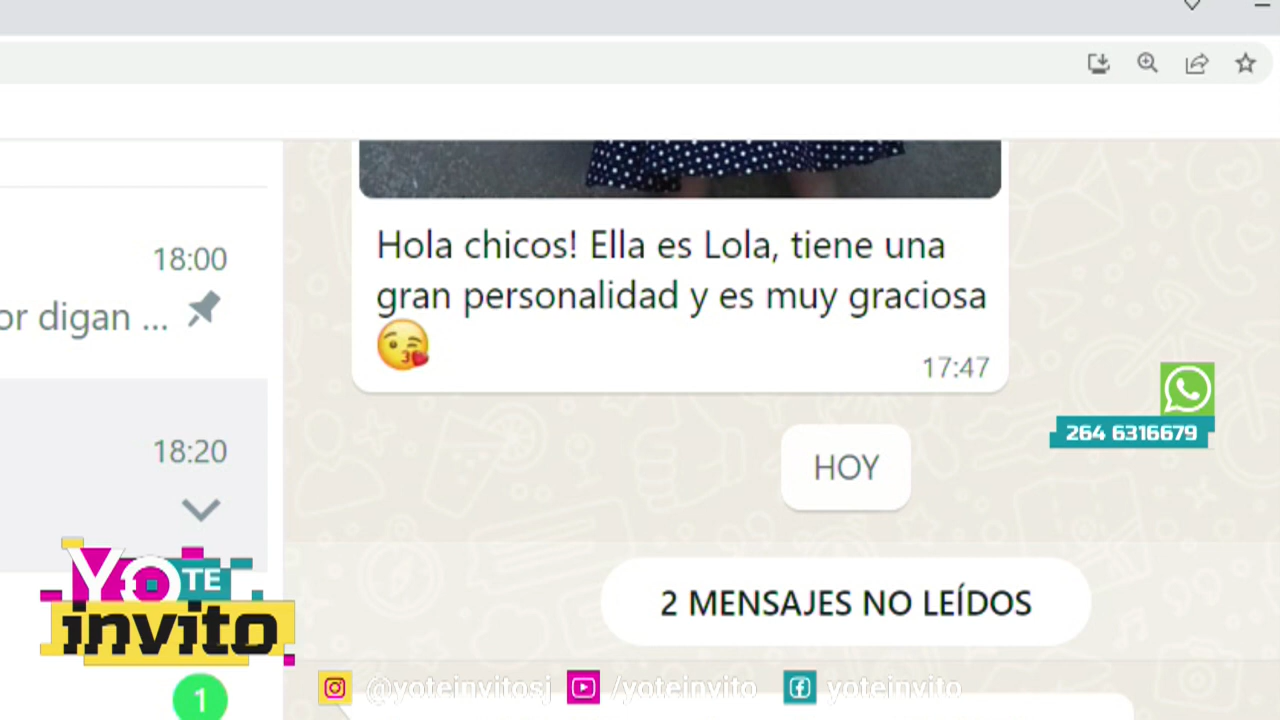 Hola chicos! Ella es Lola, tiene una
gran personalidad y es muy graciosa
😘
17:47
18:00
or digan ...
18:20
HOY
264 6316679
2 MENSAJES NO LEÍDOS
YO TE
invito
1
@yoteinvitosj /yoteinvito yoteinvito